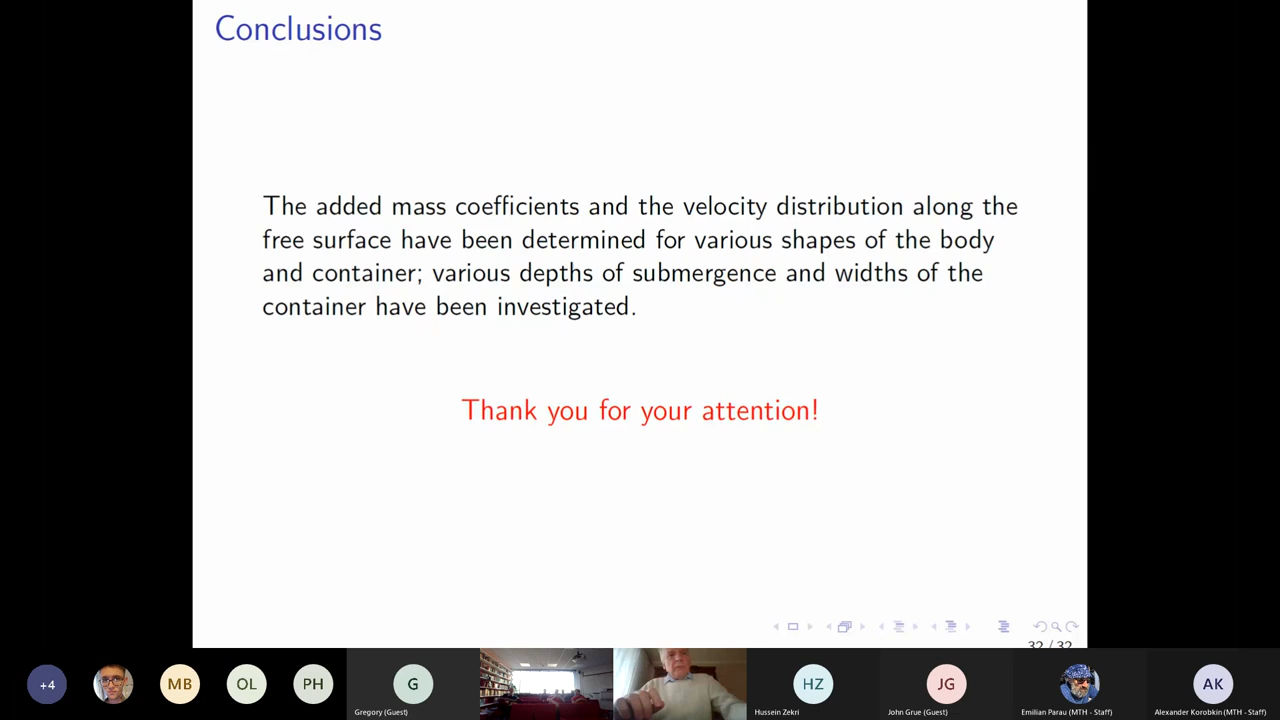 Conclusions
The added mass coefficients and the velocity distribution along the
free surface have been determined for various shapes of the body
and container; various depths of submergence and widths of the
container have been investigated.
Thank you for your attention!
32 / 32
+4
MB
OL
PH
G
HZ
JG
AK
Gregory (Guest)
Hussein Zekri
John Grue (Guest)
Emilian Parau (MTH - Staff)
Alexander Korobkin (MTH - Staff)